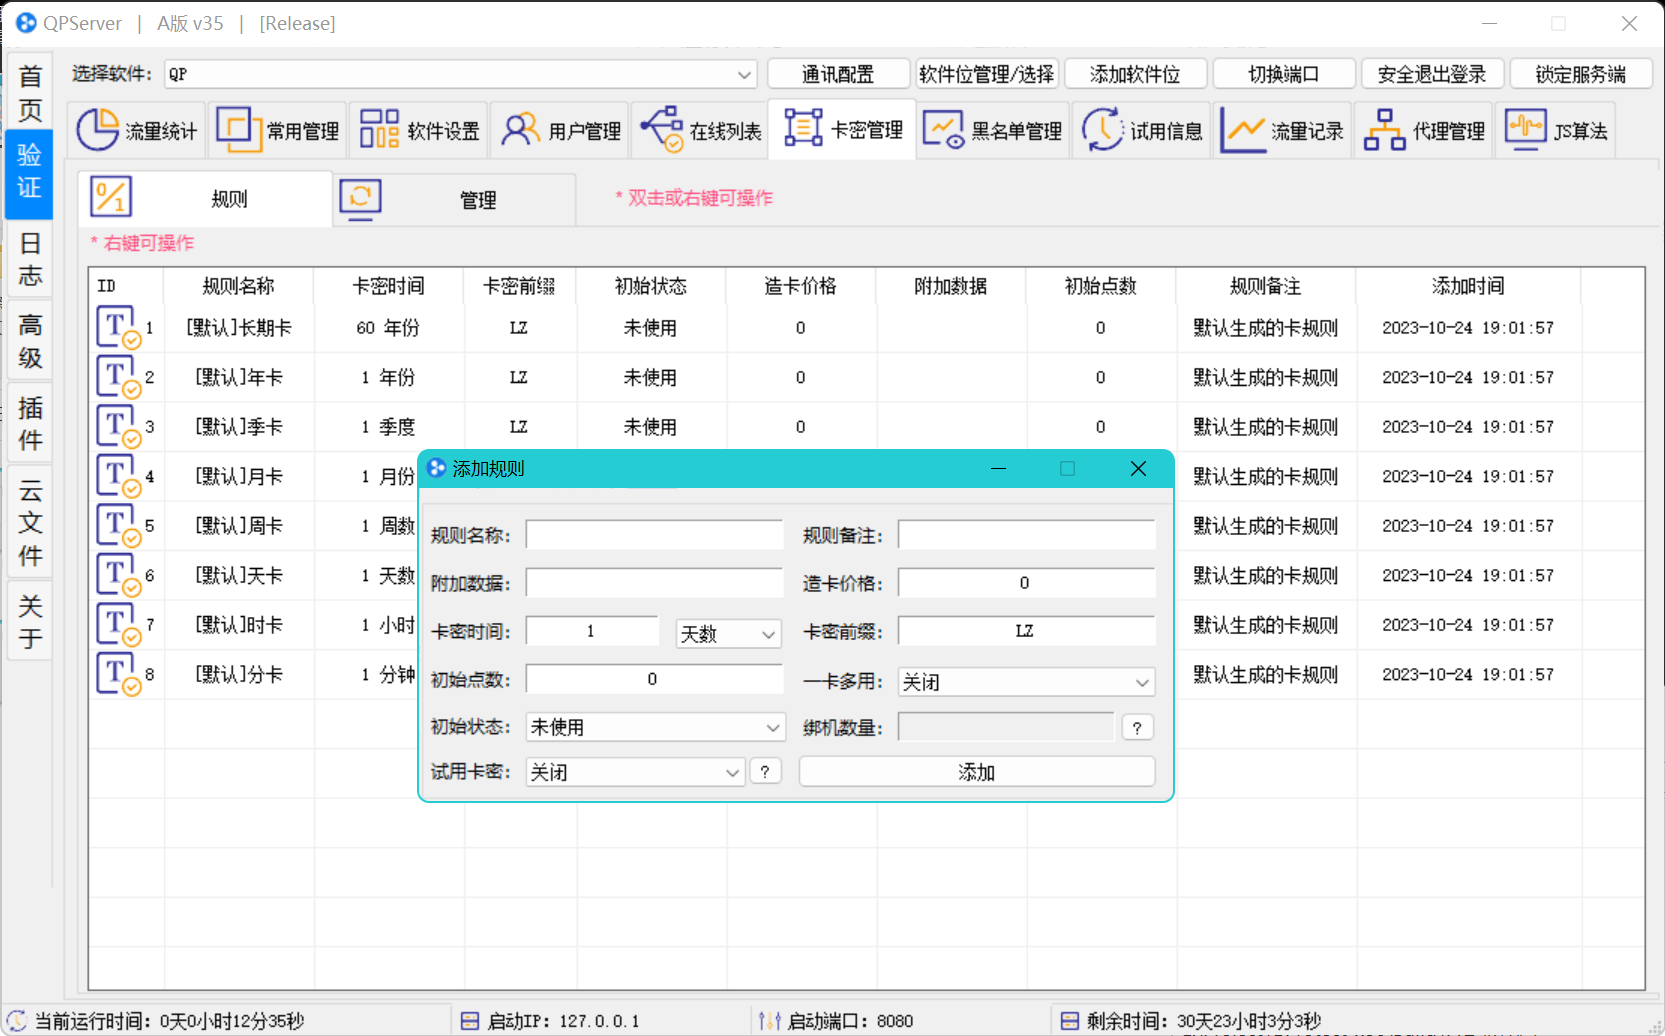 QPServer | A版 v35 | [Release]
选择软件: QP 通讯配置 软件位管理/选择 添加软件位 切换端口 安全退出登录 锁定服务端
首页
验证
日志
高级
插件
云文件
关于
流量统计 常用管理 软件设置 用户管理 在线列表 卡密管理 黑名单管理 试用信息 流量记录 代理管理 JS算法
规则 管理 * 双击或右键可操作
* 右键可操作
ID 规则名称 卡密时间 卡密前缀 初始状态 造卡价格 附加数据 初始点数 规则备注 添加时间
1 [默认]长期卡 60 年份 LZ 未使用 0 0 默认生成的卡规则 2023-10-24 19:01:57
2 [默认]年卡 1 年份 LZ 未使用 0 0 默认生成的卡规则 2023-10-24 19:01:57
3 [默认]季卡 1 季度 LZ 未使用 0 0 默认生成的卡规则 2023-10-24 19:01:57
4 [默认]月卡 1 月份 默认生成的卡规则 2023-10-24 19:01:57
5 [默认]周卡 1 周数 默认生成的卡规则 2023-10-24 19:01:57
6 [默认]天卡 1 天数 默认生成的卡规则 2023-10-24 19:01:57
7 [默认]时卡 1 小时 默认生成的卡规则 2023-10-24 19:01:57
8 [默认]分卡 1 分钟 默认生成的卡规则 2023-10-24 19:01:57
添加规则
规则名称: 规则备注:
附加数据: 造卡价格: 0
卡密时间: 1 天数 卡密前缀: LZ
初始点数: 0 一卡多用: 关闭
初始状态: 未使用 绑机数量: ?
试用卡密: 关闭 ? 添加
当前运行时间: 0天0小时12分35秒 启动IP: 127.0.0.1 启动端口: 8080 剩余时间: 30天23小时3分3秒